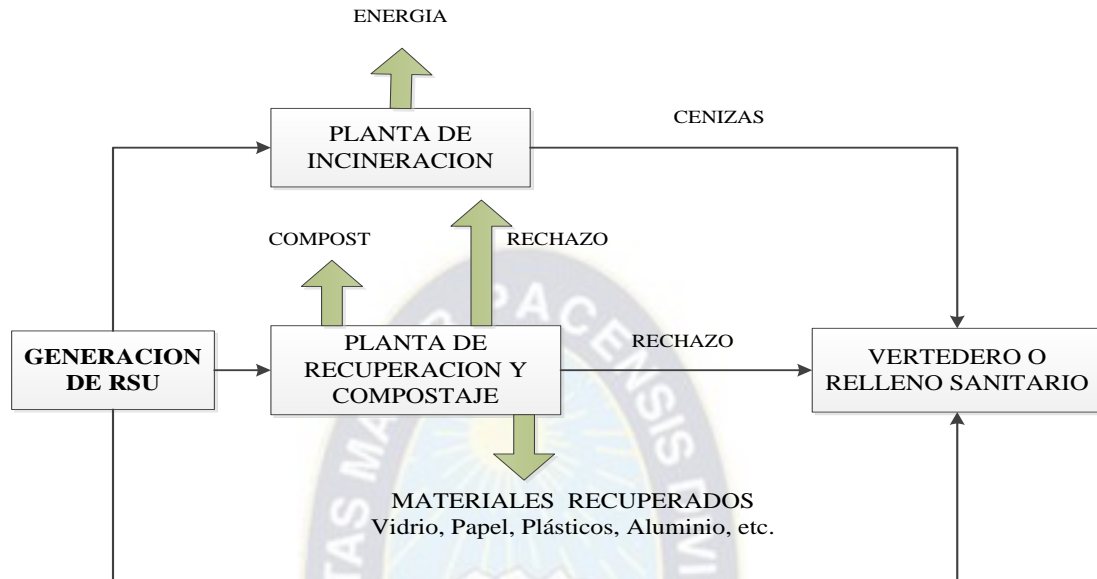 ENERGIA
PLANTA DE
INCINERACION
CENIZAS
COMPOST
RECHAZO
GENERACION
DE RSU
PLANTA DE
RECUPERACION Y
COMPOSTAJE
RECHAZO
VERTEDERO O
RELLENO SANITARIO
MATERIALES RECUPERADOS
Vidrio, Papel, Plásticos, Aluminio, etc.